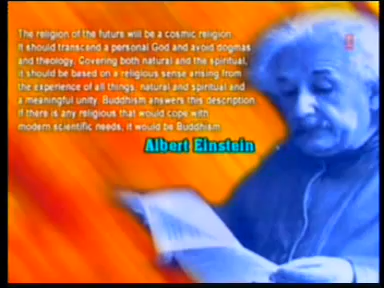 The religion of the future will be a cosmic religion.
It should transcend a personal God and avoid dogmas
and theology. Covering both natural and the spiritual,
it should be based on a religious sense arising from
the experience of all things, natural and spiritual and
a meaningful unity. Buddhism answers this description.
If there is any religious that would cope with
modern scientific needs, it would be Buddhism
Albert Einstein